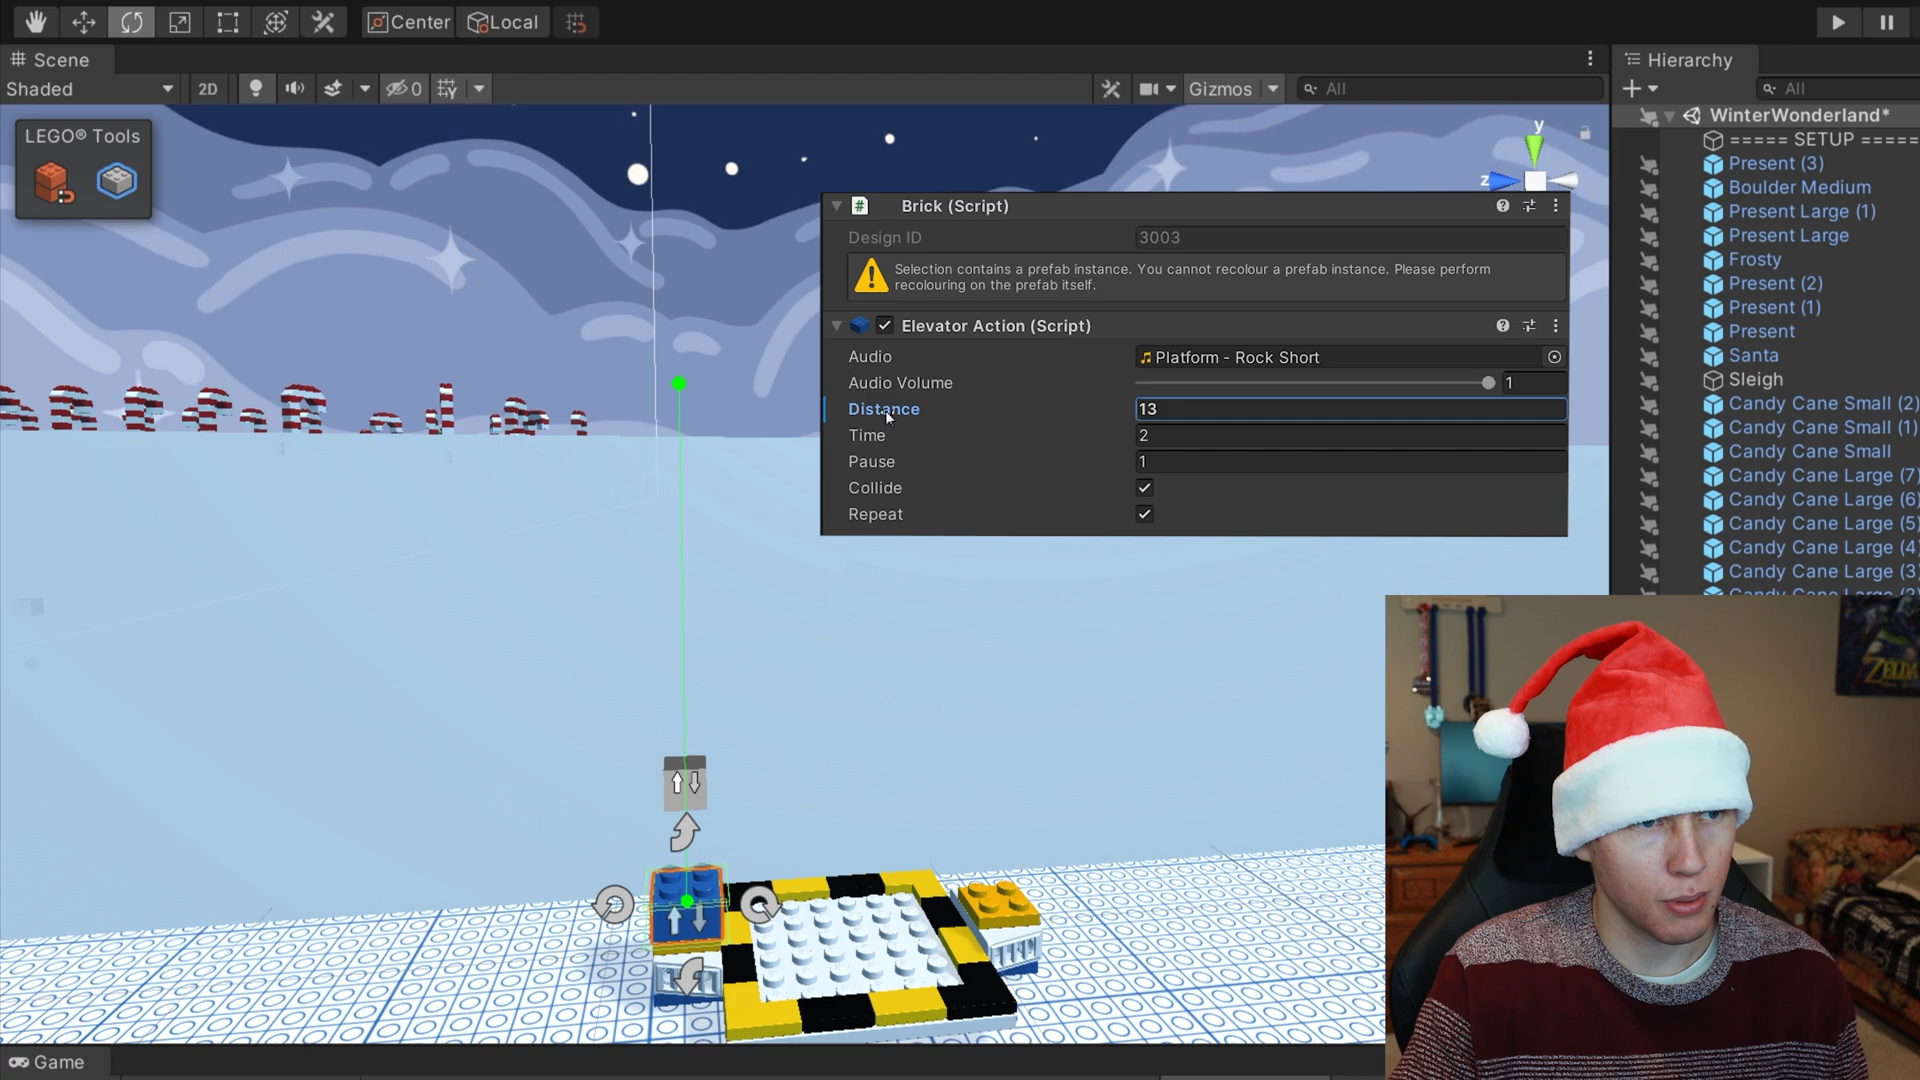 Center
Local
Scene
Hierarchy
Shaded
2D
0
Gizmos
All
All
LEGO® Tools
WinterWonderland*
===== SETUP =====
Present (3)
Boulder Medium
Present Large (1)
Present Large
Frosty
Present (2)
Present (1)
Present
Santa
Sleigh
Candy Cane Small (2)
Candy Cane Small (1)
Candy Cane Small
Candy Cane Large (7)
Candy Cane Large (6)
Candy Cane Large (5)
Candy Cane Large (4)
Candy Cane Large (3)
y
z
Brick (Script)
Design ID 3003
Selection contains a prefab instance. You cannot recolour a prefab instance. Please perform
recolouring on the prefab itself.
Elevator Action (Script)
Audio Platform - Rock Short
Audio Volume 1
Distance 13
Time 2
Pause 1
Collide
Repeat
ZELDA
Game